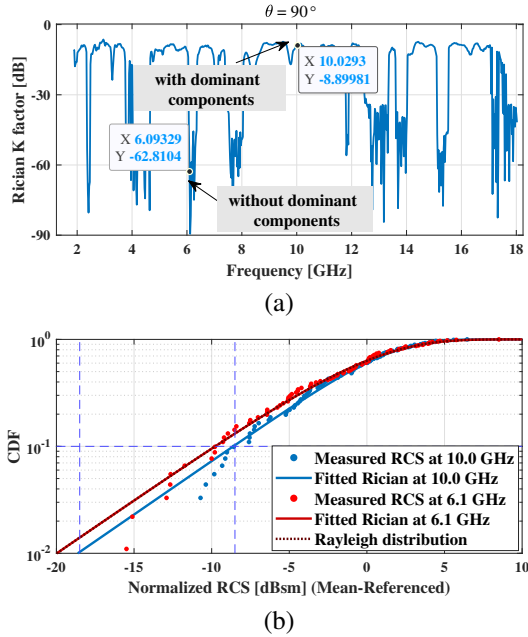 θ = 90°
0
-30
-60
-90
Rician K factor [dB]
with dominant
components
X 10.0293
Y -8.89981
X 6.09329
Y -62.8104
without dominant
components
2 4 6 8 10 12 14 16 18
Frequency [GHz]
(a)
10^0
10^-1
10^-2
CDF
Measured RCS at 10.0 GHz
Fitted Rician at 10.0 GHz
Measured RCS at 6.1 GHz
Fitted Rician at 6.1 GHz
Rayleigh distribution
-20 -15 -10 -5 0 5 10
Normalized RCS [dBsm] (Mean-Referenced)
(b)